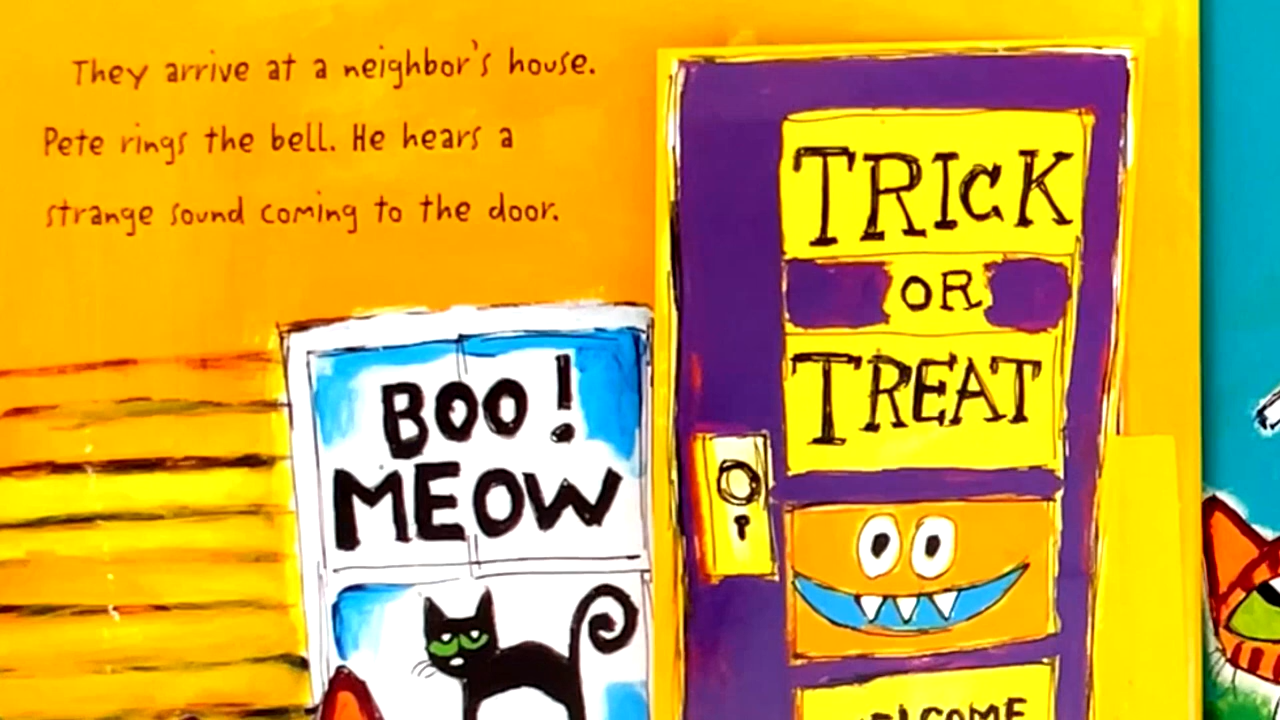 They arrive at a neighbor's house.
Pete rings the bell. He hears a
strange sound coming to the door.
BOO!
MEOW
TRICK
OR
TREAT
WELCOME